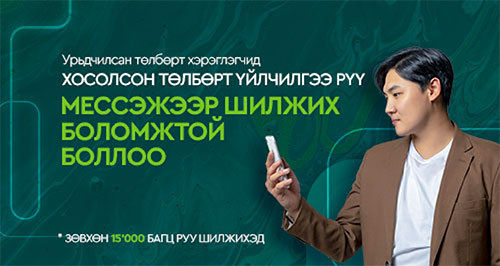 Урьдчилсан төлбөрт хэрэглэгчид
ХОСОЛСОН ТӨЛБӨРТ ҮЙЛЧИЛГЭЭ РҮҮ
МЕССЭЖЭЭР ШИЛЖИХ
БОЛОМЖТОЙ
БОЛЛОО
* ЗӨВХӨН 15'000 БАГЦ РУУ ШИЛЖИХЭД